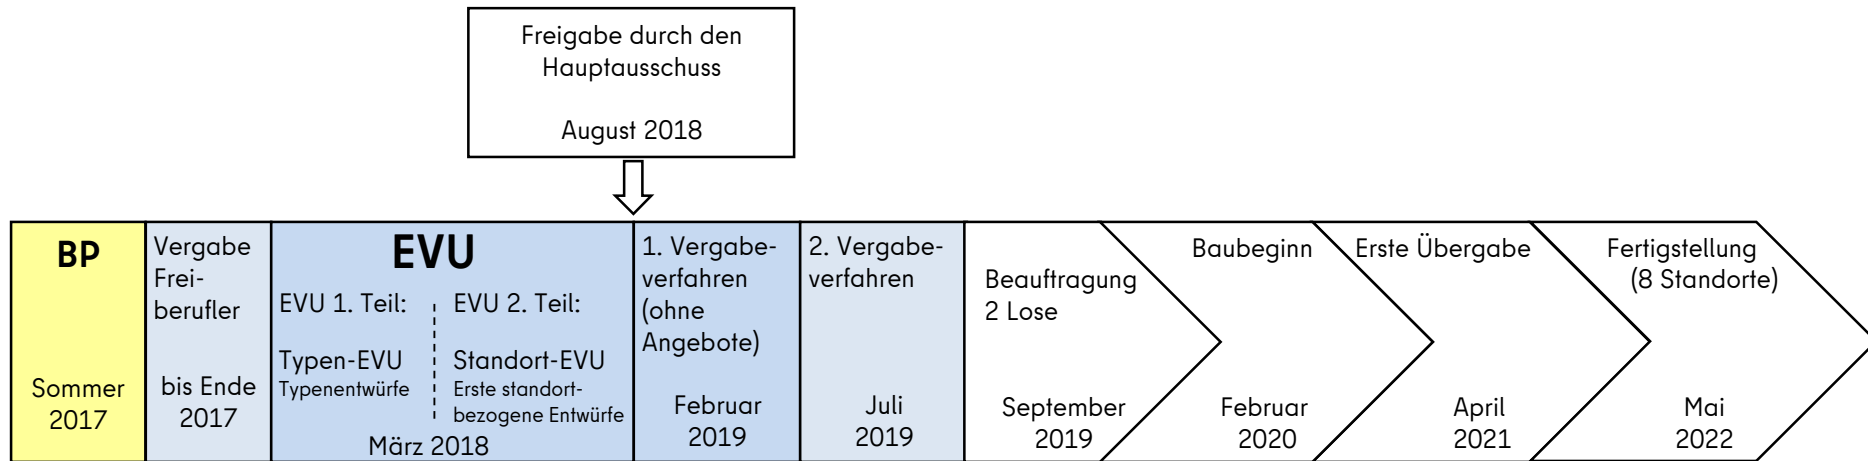 Freigabe durch den
Hauptausschuss
August 2018
BP
Sommer
2017
Vergabe
Frei-
berufler
bis Ende
2017
EVU
EVU 1. Teil:
Typen-EVU
Typenentwürfe
EVU 2. Teil:
Standort-EVU
Erste standort-
bezogene Entwürfe
März 2018
1. Vergabe-
verfahren
(ohne
Angebote)
Februar
2019
2. Vergabe-
verfahren
Juli
2019
Beauftragung
2 Lose
September
2019
Baubeginn
Februar
2020
Erste Übergabe
April
2021
Fertigstellung
(8 Standorte)
Mai
2022